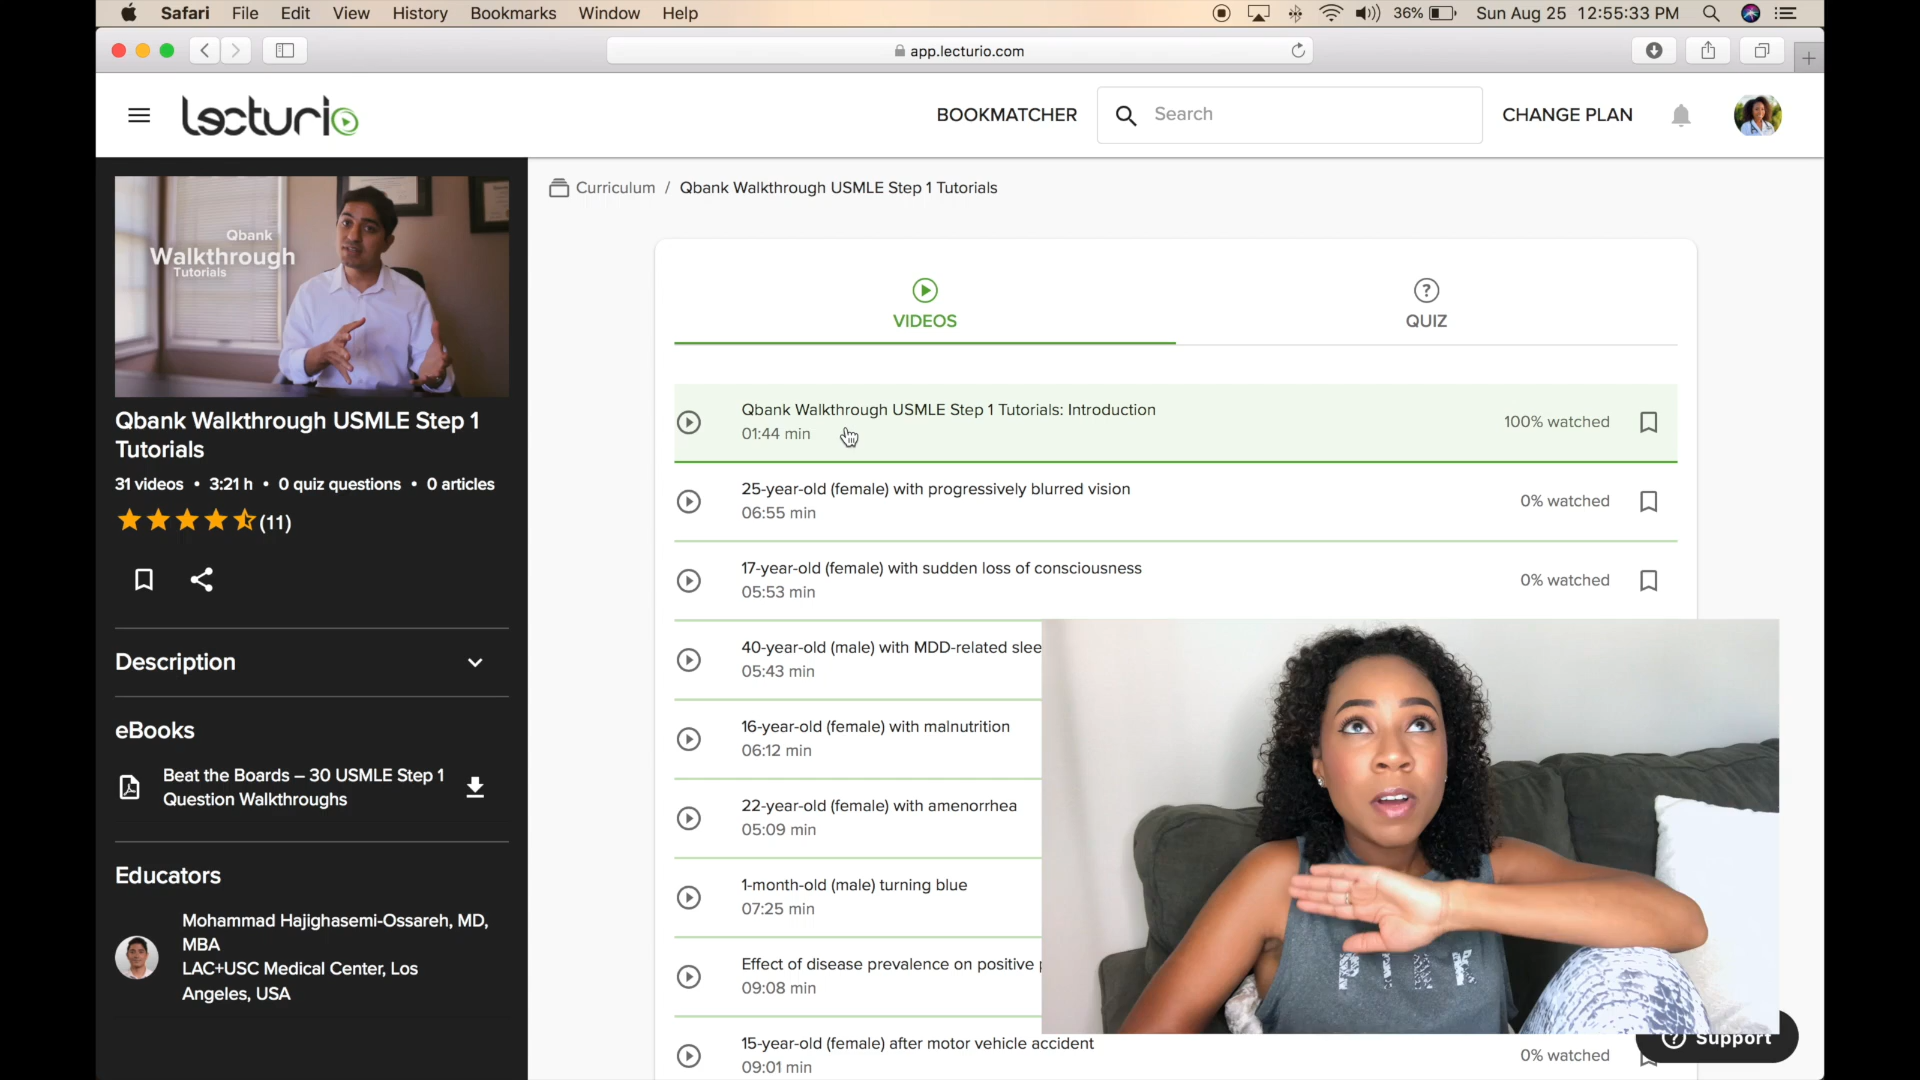 Safari File Edit View History Bookmarks Window Help 36% Sun Aug 25 12:55:33 PM
app.lecturio.com
lecturio BOOKMATCHER Search CHANGE PLAN
Qbank
Walkthrough
Tutorials
Qbank Walkthrough USMLE Step 1
Tutorials
31 videos • 3:21 h • 0 quiz questions • 0 articles
(11)
Description
eBooks
Beat the Boards – 30 USMLE Step 1
Question Walkthroughs
Educators
Mohammad Hajighasemi-Ossareh, MD,
MBA
LAC+USC Medical Center, Los
Angeles, USA
Curriculum / Qbank Walkthrough USMLE Step 1 Tutorials
VIDEOS QUIZ
Qbank Walkthrough USMLE Step 1 Tutorials: Introduction
01:44 min
100% watched
25-year-old (female) with progressively blurred vision
06:55 min
0% watched
17-year-old (female) with sudden loss of consciousness
05:53 min
0% watched
40-year-old (male) with MDD-related slee
05:43 min
16-year-old (female) with malnutrition
06:12 min
22-year-old (female) with amenorrhea
05:09 min
1-month-old (male) turning blue
07:25 min
Effect of disease prevalence on positive
09:08 min
15-year-old (female) after motor vehicle accident
09:01 min
0% watched
PINK
Support